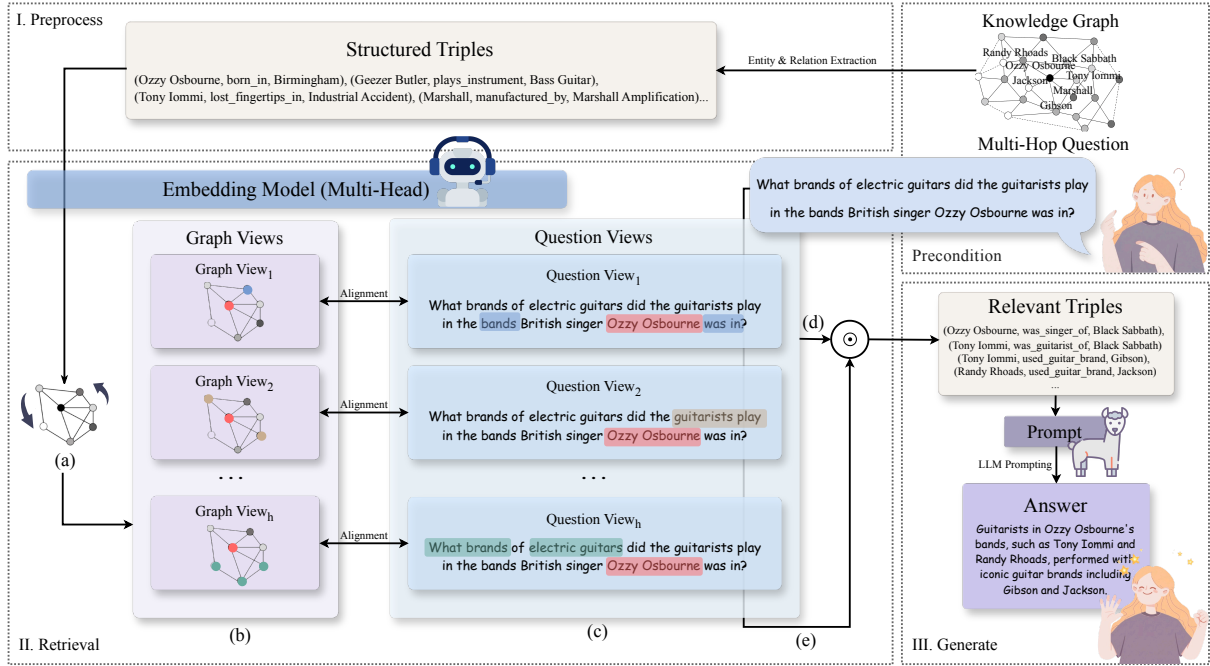 I. Preprocess
Structured Triples
(Ozzy Osbourne, born_in, Birmingham), (Geezer Butler, plays_instrument, Bass Guitar),
(Tony Iommi, lost_fingertips_in, Industrial Accident), (Marshall, manufactured_by, Marshall Amplification)...
Entity & Relation Extraction
Knowledge Graph
Randy Rhoads
Black Sabbath
Ozzy Osbourne
Jackson
Tony Iommi
Marshall
Gibson
Multi-Hop Question
What brands of electric guitars did the guitarists play
in the bands British singer Ozzy Osbourne was in?
Precondition
Embedding Model (Multi-Head)
Graph Views
Question Views
Graph View1
Alignment
Question View1
What brands of electric guitars did the guitarists play
in the bands British singer Ozzy Osbourne was in?
Graph View2
Alignment
Question View2
What brands of electric guitars did the guitarists play
in the bands British singer Ozzy Osbourne was in?
...
...
Graph Viewh
Alignment
Question Viewh
What brands of electric guitars did the guitarists play
in the bands British singer Ozzy Osbourne was in?
(a)
(b)
(c)
(d)
(e)
II. Retrieval
Relevant Triples
(Ozzy Osbourne, was_singer_of, Black Sabbath),
(Tony Iommi, was_guitarist_of, Black Sabbath)
(Tony Iommi, used_guitar_brand, Gibson),
(Randy Rhoads, used_guitar_brand, Jackson)
...
Prompt
LLM Prompting
Answer
Guitarists in Ozzy Osbourne's
bands, such as Tony Iommi and
Randy Rhoads, performed with
iconic guitar brands including
Gibson and Jackson.
III. Generate